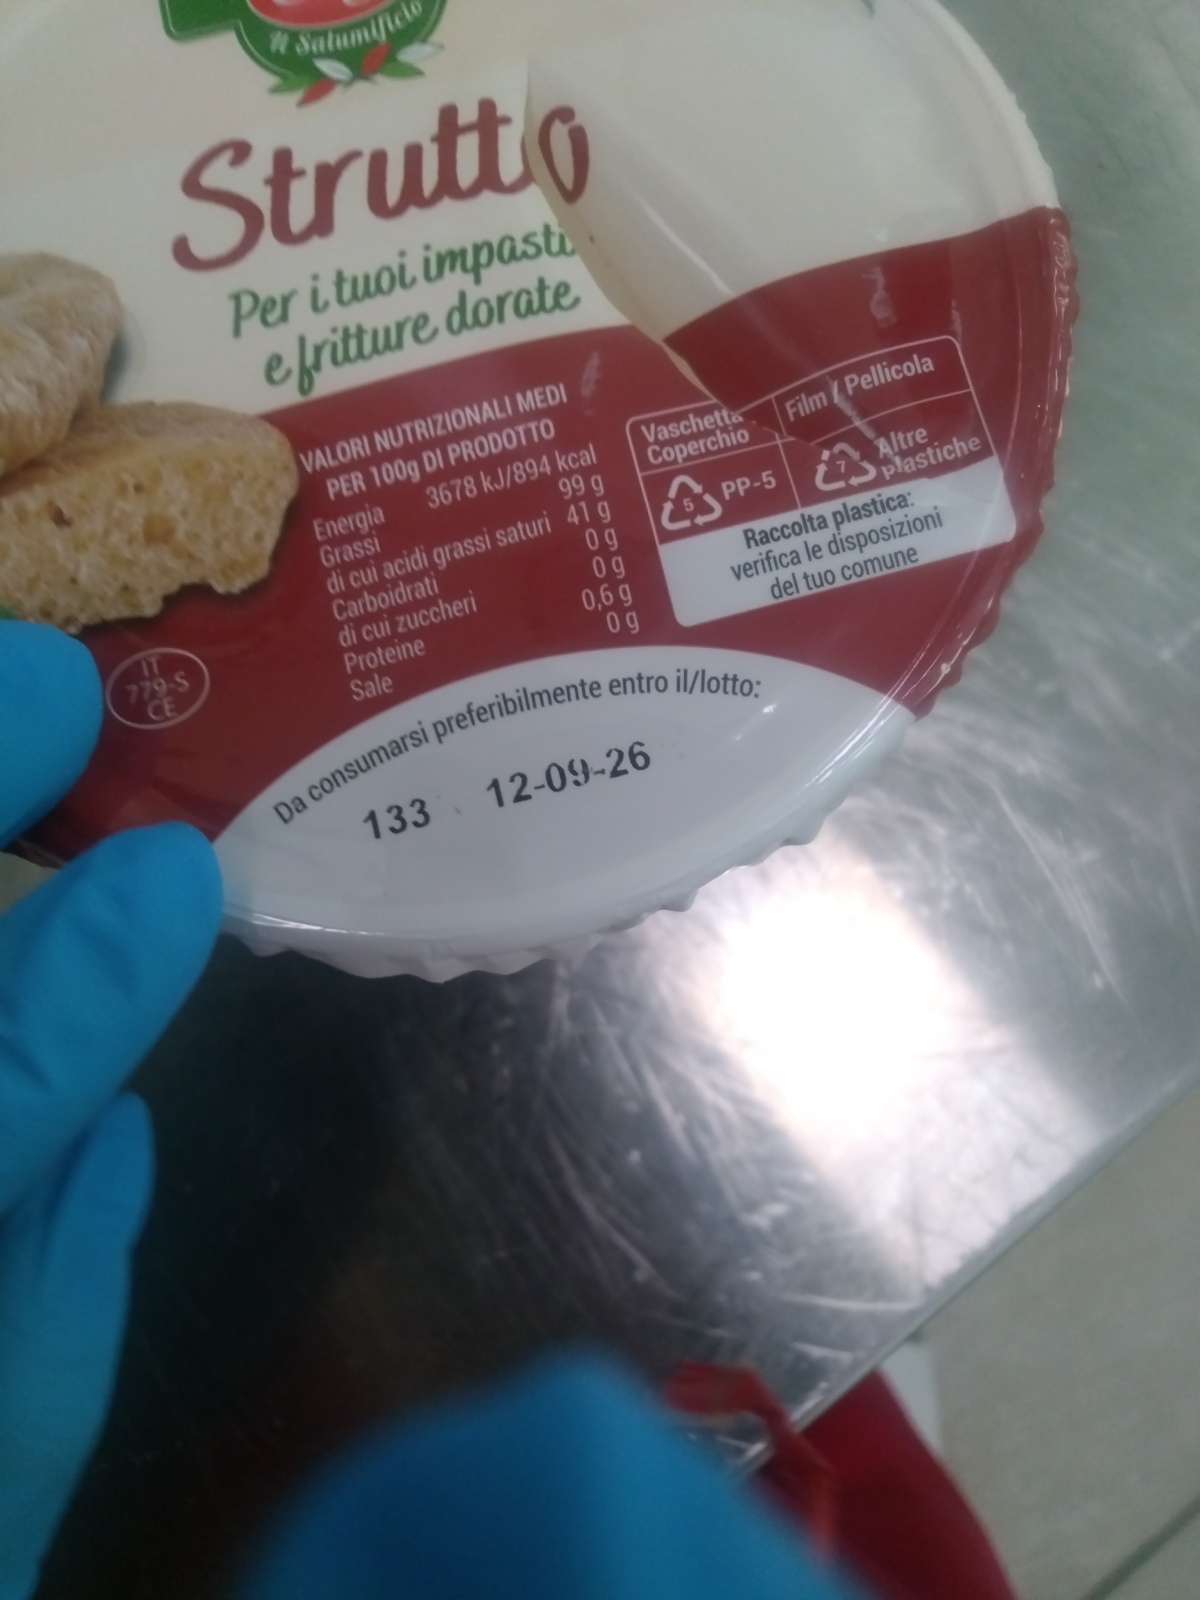 Il Salumificio
Strutto
Per i tuoi impasti
e fritture dorate
VALORI NUTRIZIONALI MEDI
PER 100g DI PRODOTTO
Energia 3678 kJ/894 kcal
Grassi 99 g
di cui acidi grassi saturi 41 g
Carboidrati 0 g
di cui zuccheri 0 g
Proteine 0,6 g
Sale 0 g
Vaschetta
Coperchio
5 PP-5
Film / Pellicola
7 Altre
plastiche
Raccolta plastica:
verifica le disposizioni
del tuo comune
IT
779-S
CE
Da consumarsi preferibilmente entro il/lotto:
133 12-09-26